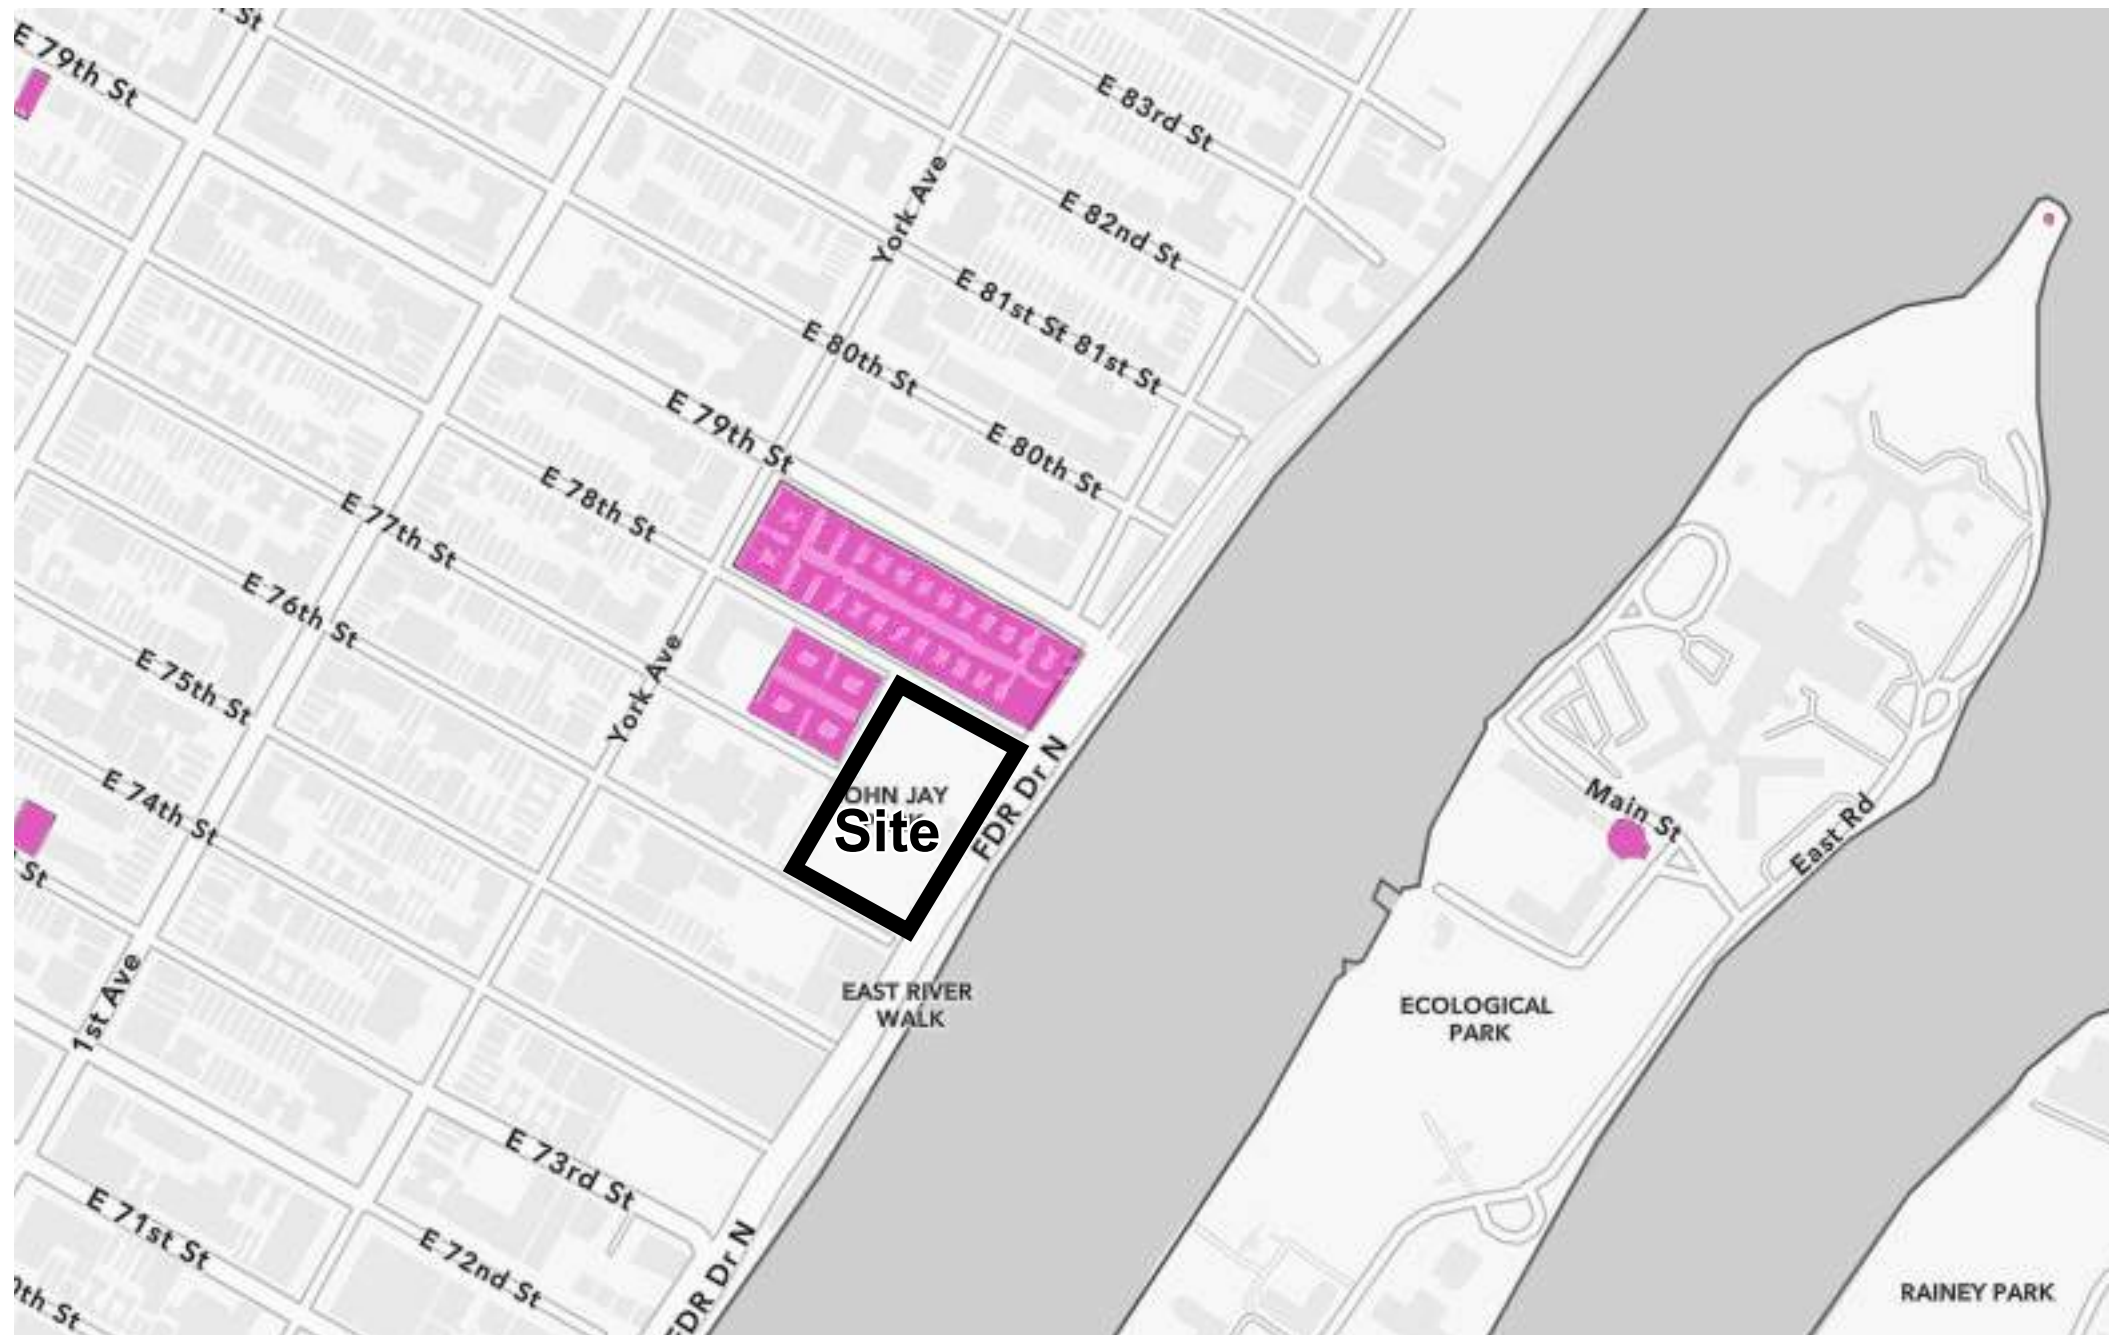 St
E 79th St
E 83rd St
York Ave
E 82nd St
E 81st St 81st St
E 80th St
E 79th St
E 80th St
E 78th St
E 77th St
E 76th St
E 75th St
York Ave
E 74th St
St
1st Ave
OHN JAY
Site
FDR Dr N
EAST RIVER
WALK
Main St
East Rd
ECOLOGICAL
PARK
E 73rd St
E 71st St
E 72nd St
0th St
FDR Dr N
RAINEY PARK